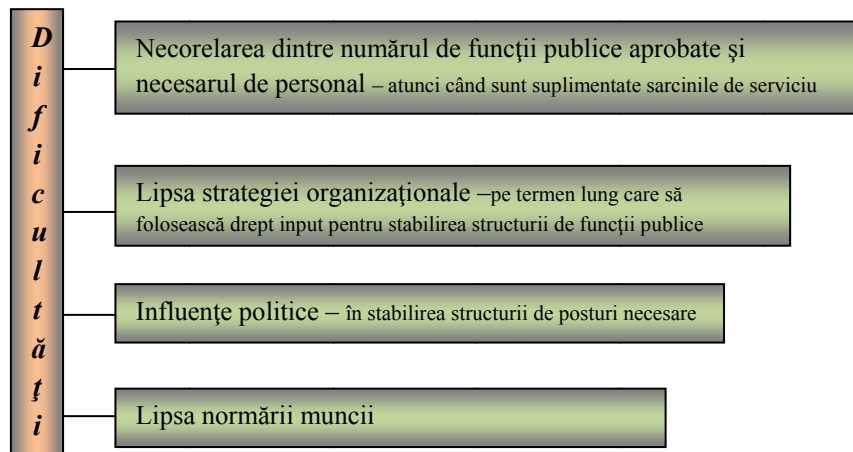 Dificultăţi
Necorelarea dintre numărul de funcţii publice aprobate şi
necesarul de personal – atunci când sunt suplimentate sarcinile de serviciu
Lipsa strategiei organizaţionale –pe termen lung care să
folosească drept input pentru stabilirea structurii de funcţii publice
Influenţe politice – în stabilirea structurii de posturi necesare
Lipsa normării muncii